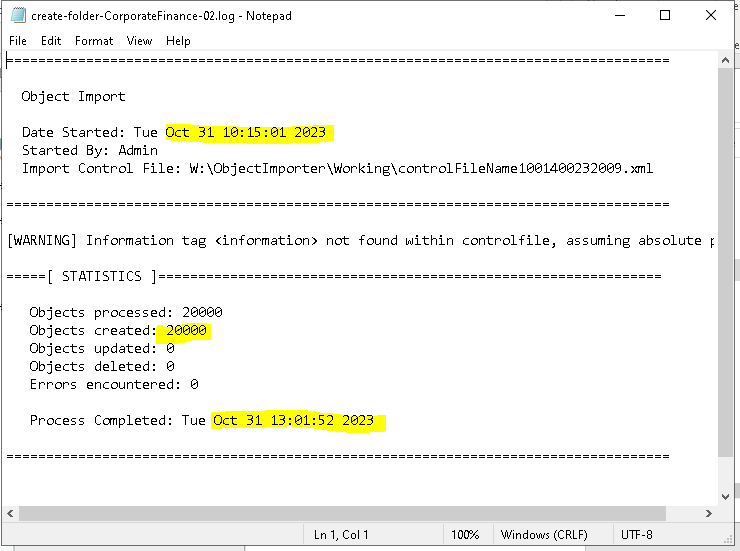 create-folder-CorporateFinance-02.log - Notepad
File Edit Format View Help
====================================================================================
Object Import
Date Started: Tue Oct 31 10:15:01 2023
Started By: Admin
Import Control File: W:\ObjectImporter\Working\controlFileName1001400232009.xml
====================================================================================
[WARNING] Information tag <information> not found within controlfile, assuming absolute p
=====[ STATISTICS ]================================================================
Objects processed: 20000
Objects created: 20000
Objects updated: 0
Objects deleted: 0
Errors encountered: 0
Process Completed: Tue Oct 31 13:01:52 2023
====================================================================================
Ln 1, Col 1 100% Windows (CRLF) UTF-8